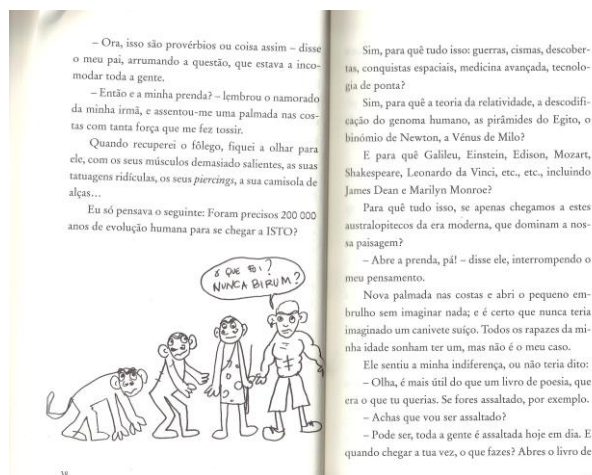 – Ora, isso são provérbios ou coisa assim – disse
o meu pai, arrumando a questão, que estava a inco-
modar toda a gente.
– Então e a minha prenda? – lembrou o namorado
da minha irmã, e assentou-me uma palmada nas cos-
tas com tanta força que me fez tossir.
Quando recuperei o fôlego, fiquei a olhar para
ele, com os seus músculos demasiado salientes, as suas
tatuagens ridículas, os seus piercings, a sua camisola de
alças...
Eu só pensava o seguinte: Foram precisos 200 000
anos de evolução humana para se chegar a ISTO?
O QUE FOI?
NUNCA BIRUM?
Sim, para quê tudo isso: guerras, cismas, descober-
tas, conquistas espaciais, medicina avançada, tecnolo-
gia de ponta?
Sim, para quê a teoria da relatividade, a descodifi-
cação do genoma humano, as pirâmides do Egito, o
binómio de Newton, a Vénus de Milo?
E para quê Galileu, Einstein, Edison, Mozart,
Shakespeare, Leonardo da Vinci, etc., etc., incluindo
James Dean e Marilyn Monroe?
Para quê tudo isso, se apenas chegamos a estes
australopitecos da era moderna, que dominam a nos-
sa paisagem?
– Abre a prenda, pá! – disse ele, interrompendo o
meu pensamento.
Nova palmada nas costas e abri o pequeno em-
brulho sem imaginar nada; e é certo que nunca teria
imaginado um canivete suíço. Todos os rapazes da mi-
nha idade sonham ter um, mas não é o meu caso.
Ele sentiu a minha indiferença, ou não teria dito:
– Olha, é mais útil do que um livro de poesia, que
era o que tu querias. Se fores assaltado, por exemplo.
– Achas que vou ser assaltado?
– Pode ser, toda a gente é assaltada hoje em dia. E
quando chegar a tua vez, o que fazes? Abres o livro de